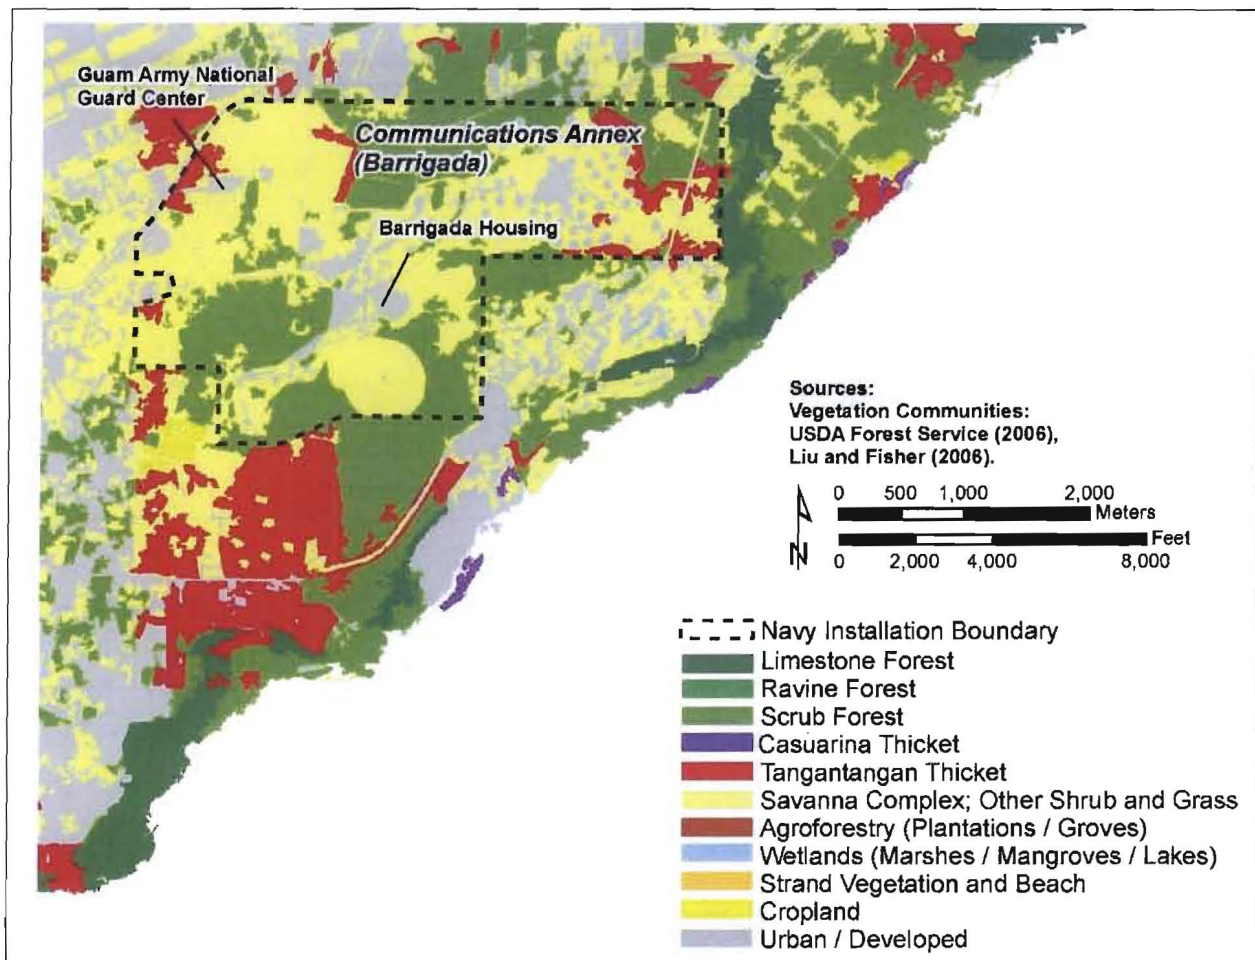 Guam Army National
Guard Center
Communications Annex
(Barrigada)
Barrigada Housing
Sources:
Vegetation Communities:
USDA Forest Service (2006),
Liu and Fisher (2006).
N
0 500 1,000 2,000
Meters
Feet
0 2,000 4,000 8,000
Navy Installation Boundary
Limestone Forest
Ravine Forest
Scrub Forest
Casuarina Thicket
Tangantangan Thicket
Savanna Complex; Other Shrub and Grass
Agroforestry (Plantations / Groves)
Wetlands (Marshes / Mangroves / Lakes)
Strand Vegetation and Beach
Cropland
Urban / Developed